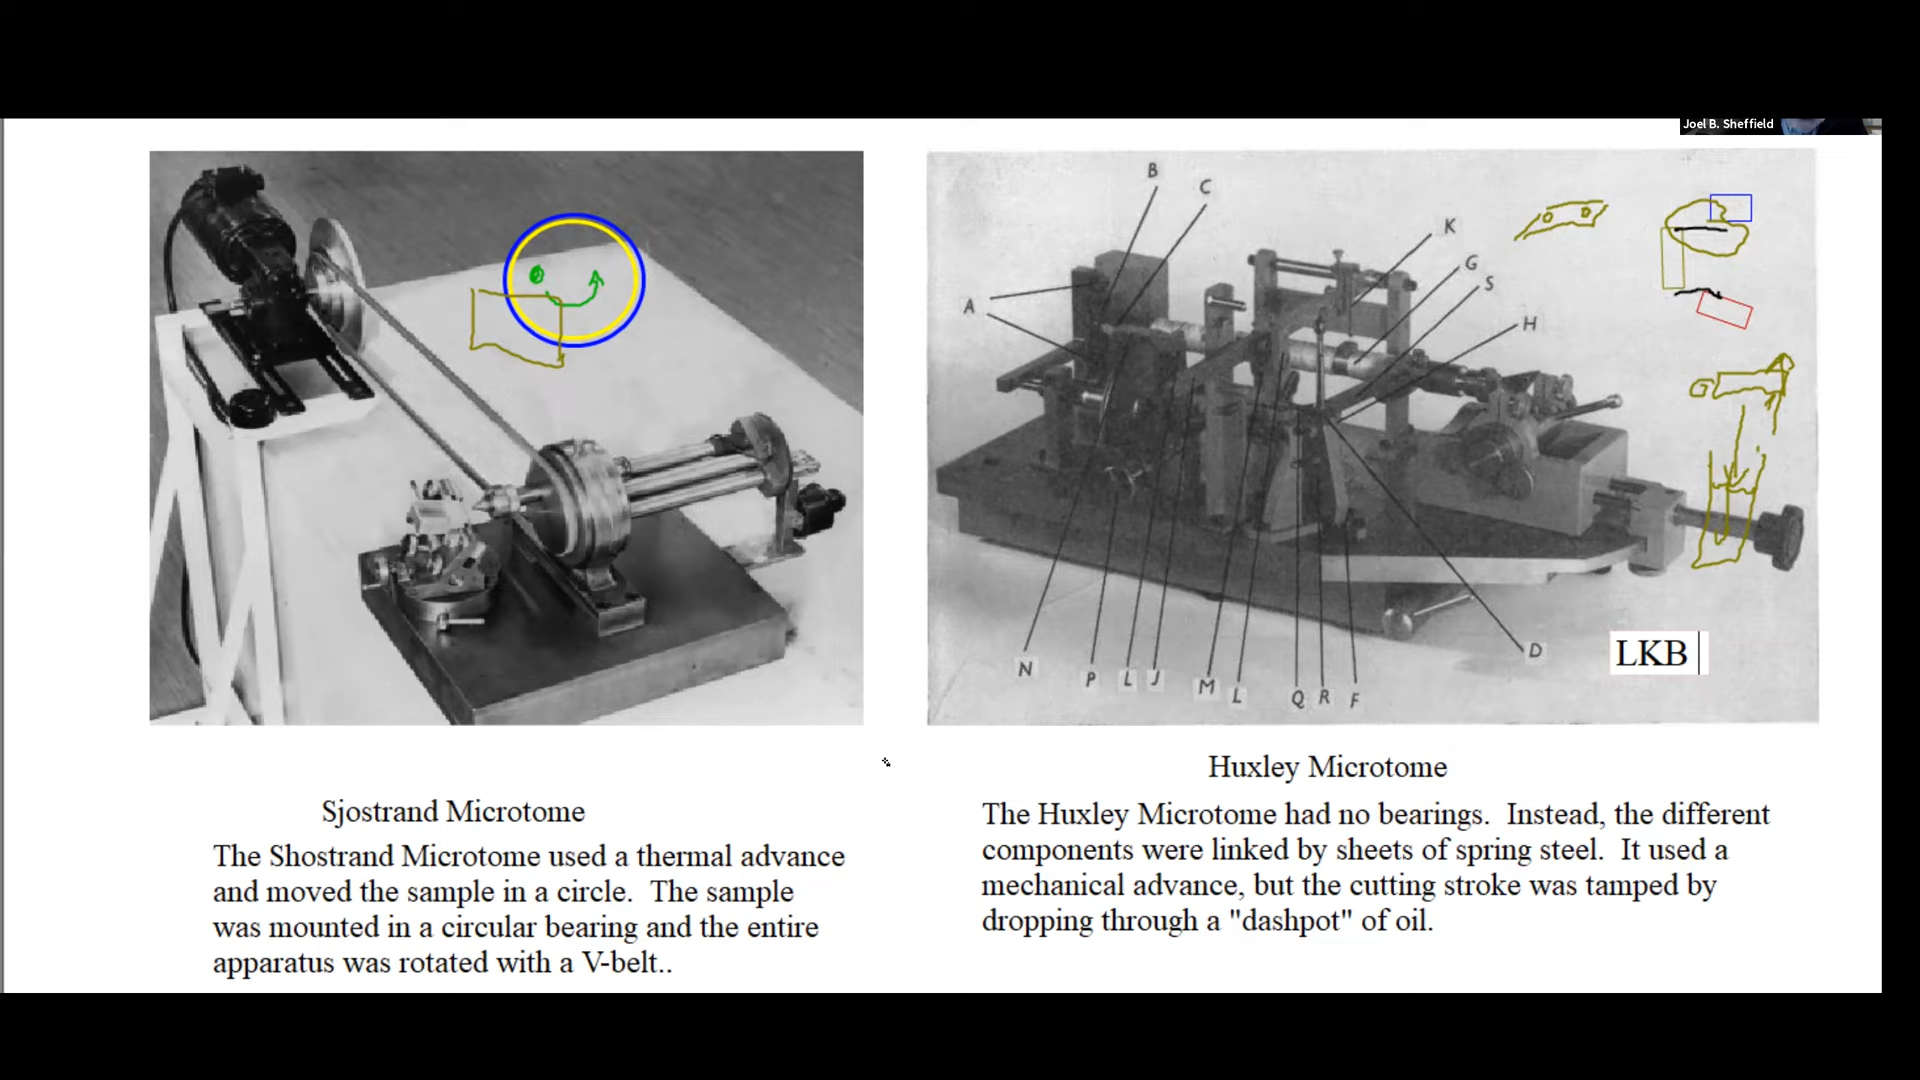 Joel B. Sheffield
B
C
K
G
S
A
H
D
LKB
N
P
L
J
M
L
Q
R
F
Sjostrand Microtome
The Shostrand Microtome used a thermal advance
and moved the sample in a circle.  The sample
was mounted in a circular bearing and the entire
apparatus was rotated with a V-belt..
Huxley Microtome
The Huxley Microtome had no bearings.  Instead, the different
components were linked by sheets of spring steel.  It used a
mechanical advance, but the cutting stroke was tamped by
dropping through a "dashpot" of oil.